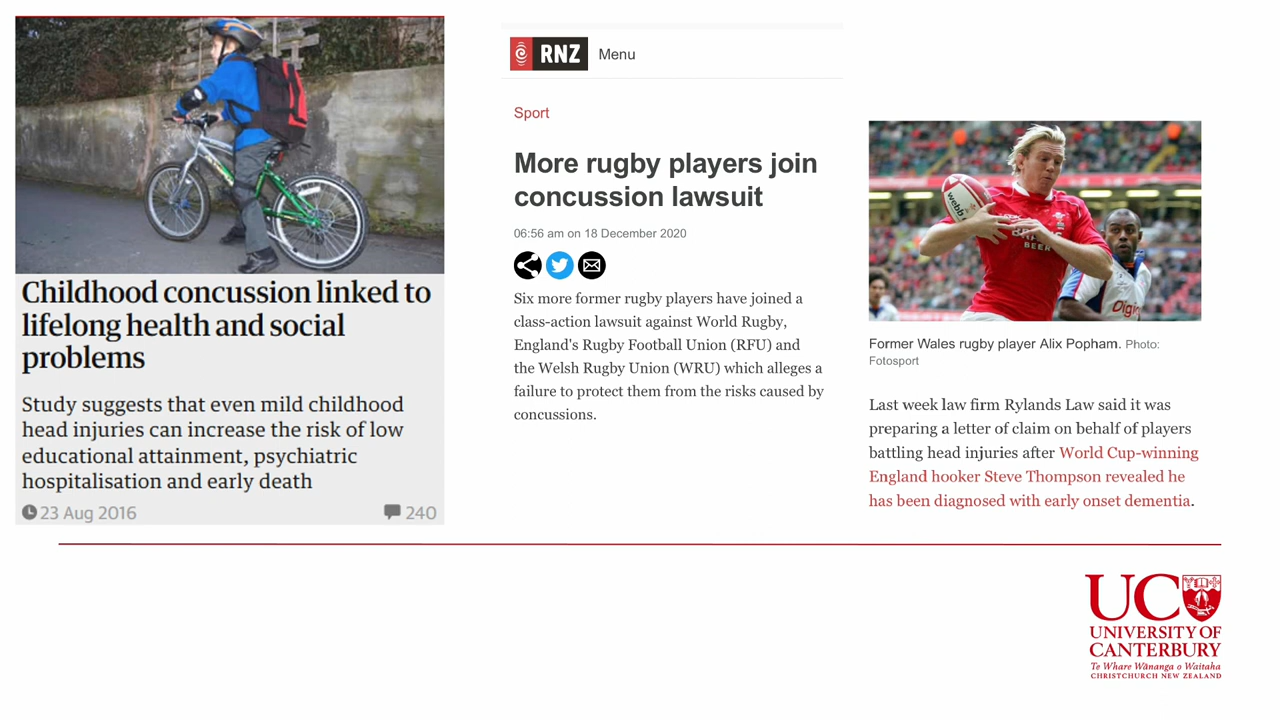 Childhood concussion linked to
lifelong health and social
problems
Study suggests that even mild childhood
head injuries can increase the risk of low
educational attainment, psychiatric
hospitalisation and early death
23 Aug 2016
240
RNZ Menu
Sport
More rugby players join
concussion lawsuit
06:56 am on 18 December 2020
Six more former rugby players have joined a
class-action lawsuit against World Rugby,
England's Rugby Football Union (RFU) and
the Welsh Rugby Union (WRU) which alleges a
failure to protect them from the risks caused by
concussions.
webb
BEER
Former Wales rugby player Alix Popham. Photo:
Fotosport
Last week law firm Rylands Law said it was
preparing a letter of claim on behalf of players
battling head injuries after World Cup-winning
England hooker Steve Thompson revealed he
has been diagnosed with early onset dementia.
UC
UNIVERSITY OF
CANTERBURY
Te Whare Wānanga o Waitaha
CHRISTCHURCH NEW ZEALAND